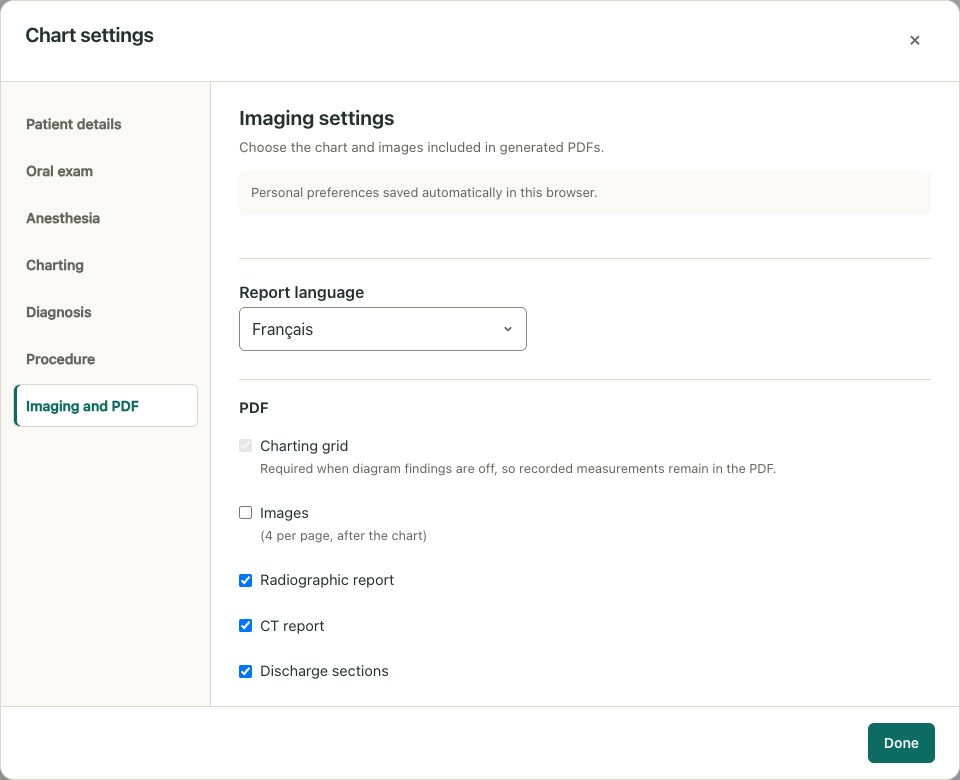 Chart settings
Patient details
Oral exam
Anesthesia
Charting
Diagnosis
Procedure
Imaging and PDF
Imaging settings
Choose the chart and images included in generated PDFs.
Personal preferences saved automatically in this browser.
Report language
Français
PDF
Charting grid
Required when diagram findings are off, so recorded measurements remain in the PDF.
Images
(4 per page, after the chart)
Radiographic report
CT report
Discharge sections
Done